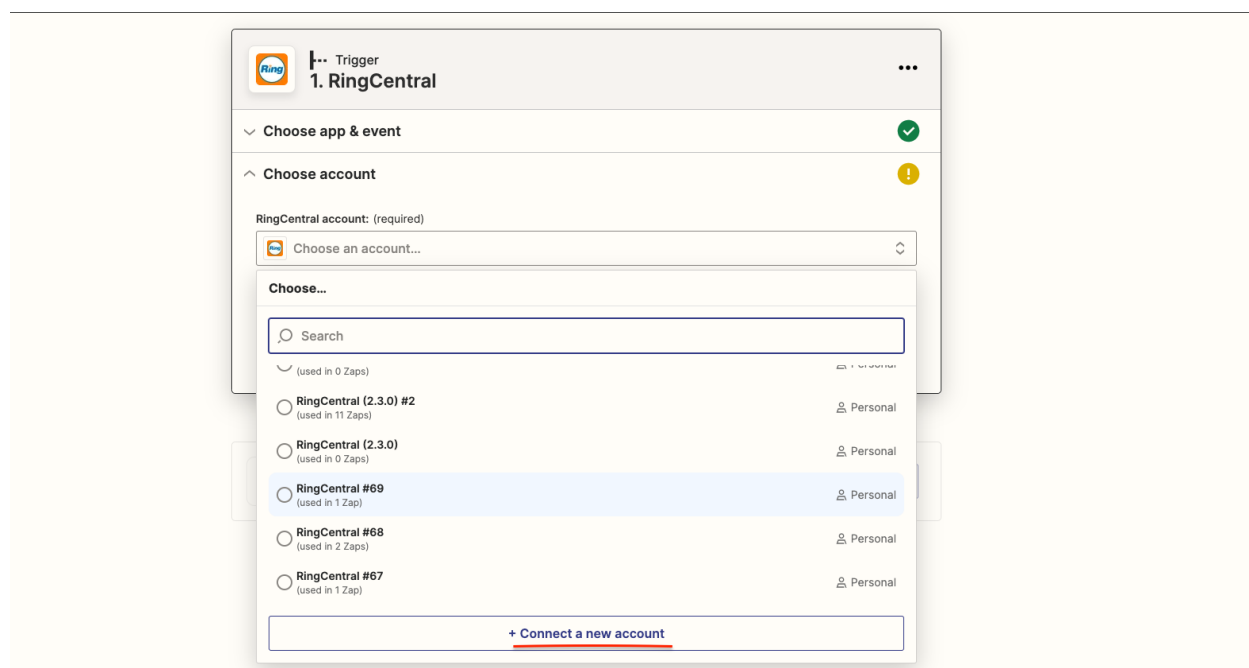 Ring
Trigger
1. RingCentral
Choose app & event
Choose account
RingCentral account: (required)
Ring
Choose an account...
Choose...
Search
(used in 0 Zaps)
RingCentral (2.3.0) #2
(used in 11 Zaps)
Personal
RingCentral (2.3.0)
(used in 0 Zaps)
Personal
RingCentral #69
(used in 1 Zap)
Personal
RingCentral #68
(used in 2 Zaps)
Personal
RingCentral #67
(used in 1 Zap)
Personal
+ Connect a new account